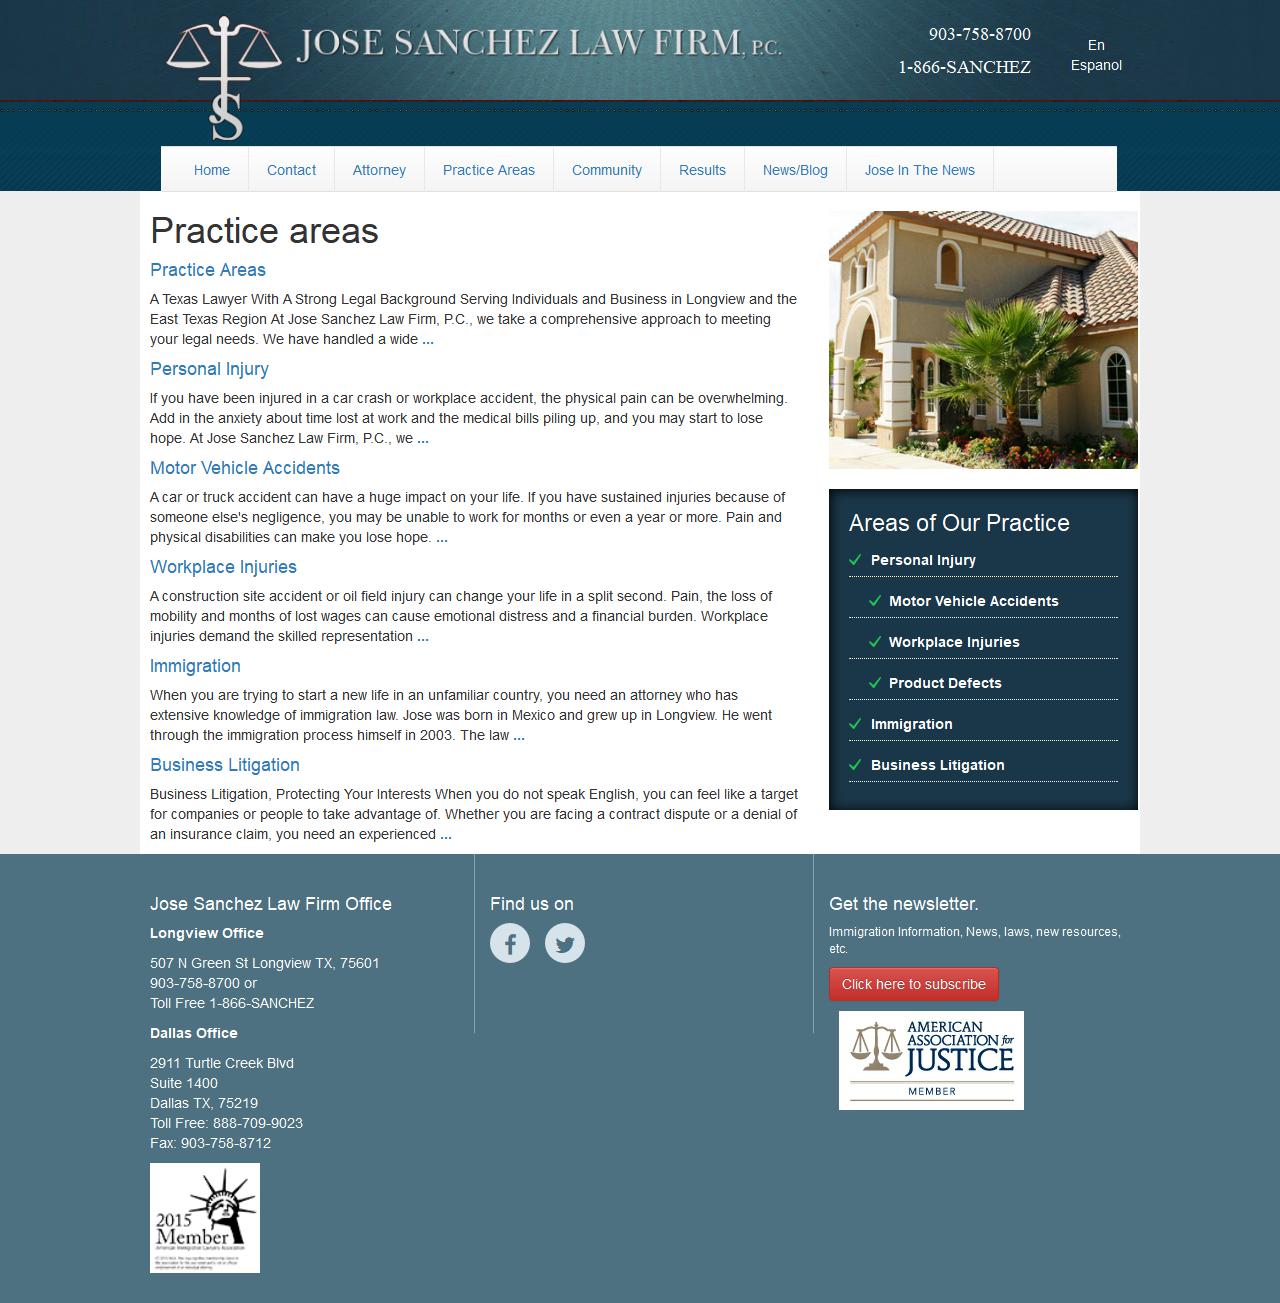 JOSE SANCHEZ LAW FIRM, P.C.
JS
903-758-8700
1-866-SANCHEZ
En
Espanol
Home
Contact
Attorney
Practice Areas
Community
Results
News/Blog
Jose In The News
Practice areas
Practice Areas
A Texas Lawyer With A Strong Legal Background Serving Individuals and Business in Longview and the
East Texas Region At Jose Sanchez Law Firm, P.C., we take a comprehensive approach to meeting
your legal needs. We have handled a wide ...
Personal Injury
If you have been injured in a car crash or workplace accident, the physical pain can be overwhelming.
Add in the anxiety about time lost at work and the medical bills piling up, and you may start to lose
hope. At Jose Sanchez Law Firm, P.C., we ...
Motor Vehicle Accidents
A car or truck accident can have a huge impact on your life. If you have sustained injuries because of
someone else's negligence, you may be unable to work for months or even a year or more. Pain and
physical disabilities can make you lose hope. ...
Workplace Injuries
A construction site accident or oil field injury can change your life in a split second. Pain, the loss of
mobility and months of lost wages can cause emotional distress and a financial burden. Workplace
injuries demand the skilled representation ...
Immigration
When you are trying to start a new life in an unfamiliar country, you need an attorney who has
extensive knowledge of immigration law. Jose was born in Mexico and grew up in Longview. He went
through the immigration process himself in 2003. The law ...
Business Litigation
Business Litigation, Protecting Your Interests When you do not speak English, you can feel like a target
for companies or people to take advantage of. Whether you are facing a contract dispute or a denial of
an insurance claim, you need an experienced ...
Areas of Our Practice
Personal Injury
Motor Vehicle Accidents
Workplace Injuries
Product Defects
Immigration
Business Litigation
Jose Sanchez Law Firm Office
Longview Office
507 N Green St Longview TX, 75601
903-758-8700 or
Toll Free 1-866-SANCHEZ
Dallas Office
2911 Turtle Creek Blvd
Suite 1400
Dallas TX, 75219
Toll Free: 888-709-9023
Fax: 903-758-8712
2015
Member
American Immigration Lawyers Association
Find us on
Get the newsletter.
Immigration Information, News, laws, new resources,
etc.
Click here to subscribe
AMERICAN
ASSOCIATION for
JUSTICE
MEMBER